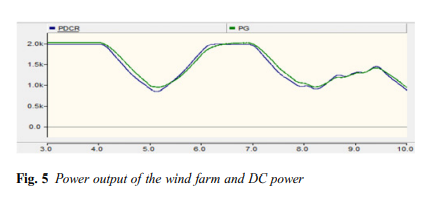 PDCR PG
2.0k
1.5k
1.0k
0.5k
0.0
3.0 4.0 5.0 6.0 7.0 8.0 9.0 10.0
Fig. 5 Power output of the wind farm and DC power